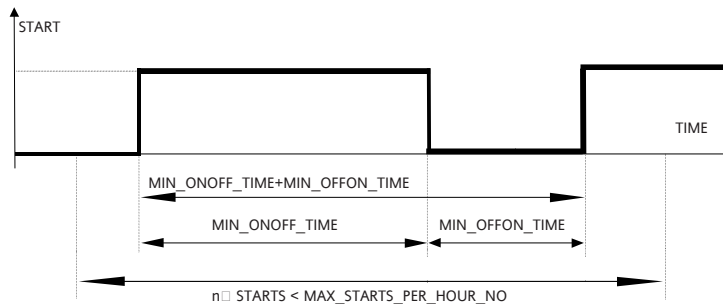 START
TIME
MIN_ONOFF_TIME+MIN_OFFON_TIME
MIN_ONOFF_TIME MIN_OFFON_TIME
n□ STARTS < MAX_STARTS_PER_HOUR_NO